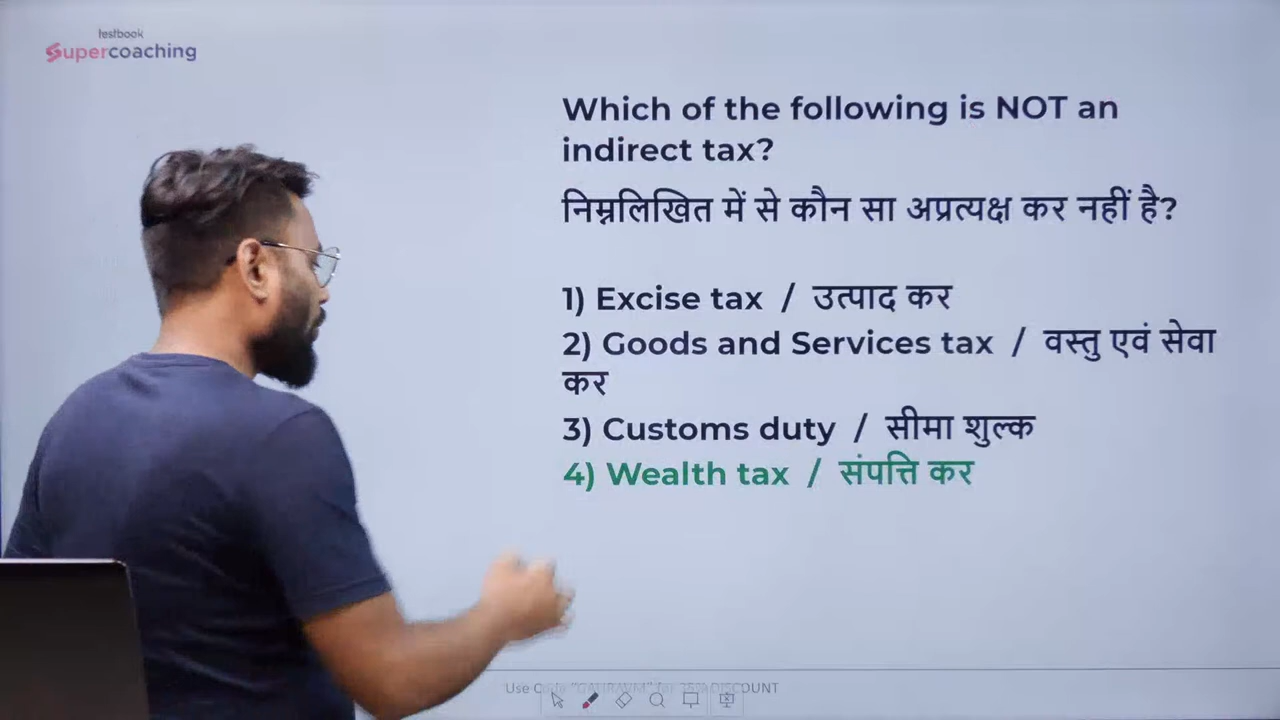 testbook
Supercoaching
Which of the following is NOT an
indirect tax?
निम्नलिखित में से कौन सा अप्रत्यक्ष कर नहीं है?
1) Excise tax / उत्पाद कर
2) Goods and Services tax / वस्तु एवं सेवा
कर
3) Customs duty / सीमा शुल्क
4) Wealth tax / संपत्ति कर
Use